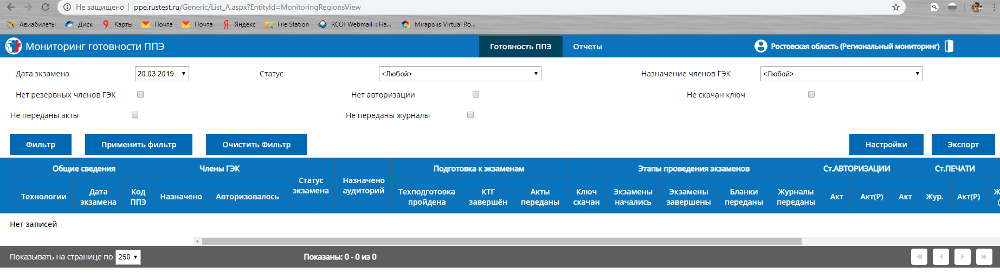 Не защищено ppe.rustest.ru/Generic/List_A.aspx?EntityId=MonitoringRegionsView
Авиабилеты Диск Карты Почта Почта Яндекс File Station RCOI Webmail :: На... Mirapolis Virtual Ro...
Мониторинг готовности ППЭ Готовность ППЭ Отчеты Ростовская область (Региональный мониторинг)
Дата экзамена 20.03.2019 Статус <Любой> Назначение членов ГЭК <Любой>
Нет резервных членов ГЭК Нет авторизации Не скачан ключ
Не переданы акты Не переданы журналы
Фильтр Применить фильтр Очистить Фильтр Настройки Экспорт
Общие сведения Члены ГЭК Подготовка к экзаменам Этапы проведения экзаменов Ст.АВТОРИЗАЦИИ Ст.ПЕЧАТИ
Статус экзамена Назначено аудиторий
Технологии Дата экзамена Код ППЭ Назначено Авторизовалось Техподготовка пройдена КТГ завершён Акты переданы Ключ скачан Экзамены начались Экзамены завершены Бланки переданы Журналы переданы Акт Акт(Р) Акт Жур. Акт(Р) Ж (
Нет записей
Показывать на странице по 250 Показаны: 0 - 0 из 0